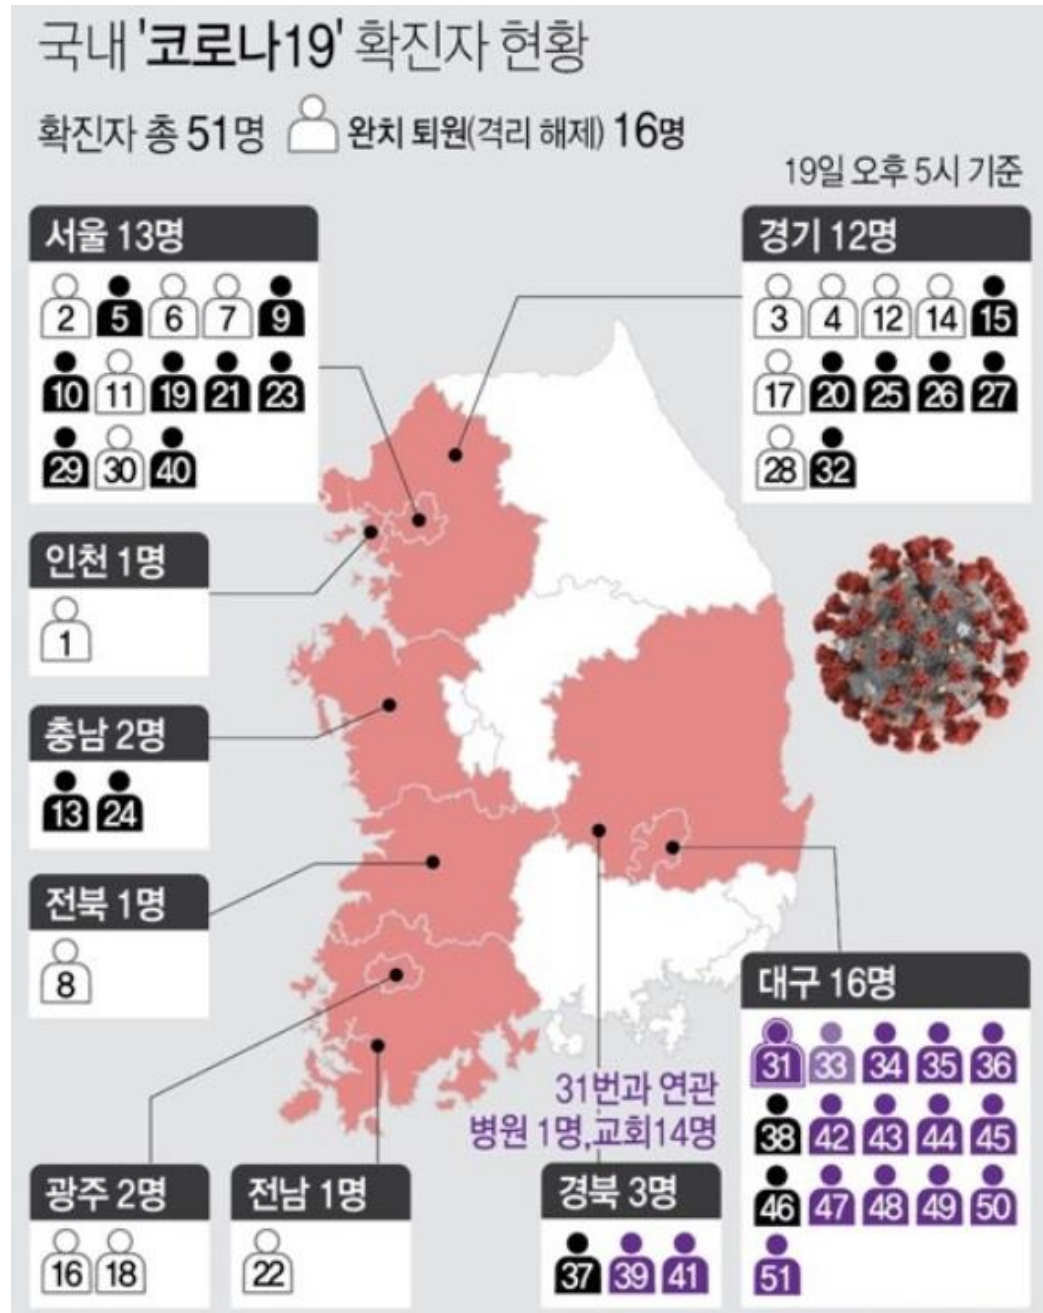 국내 '코로나19' 확진자 현황
확진자 총 51명 완치 퇴원(격리 해제) 16명
19일 오후 5시 기준
서울 13명
2 5 6 7 9
10 11 19 21 23
29 30 40
경기 12명
3 4 12 14 15
17 20 25 26 27
28 32
인천 1명
1
충남 2명
13 24
전북 1명
8
광주 2명
16 18
전남 1명
22
31번과 연관
병원 1명,교회14명
경북 3명
37 39 41
대구 16명
31 33 34 35 36
38 42 43 44 45
46 47 48 49 50
51